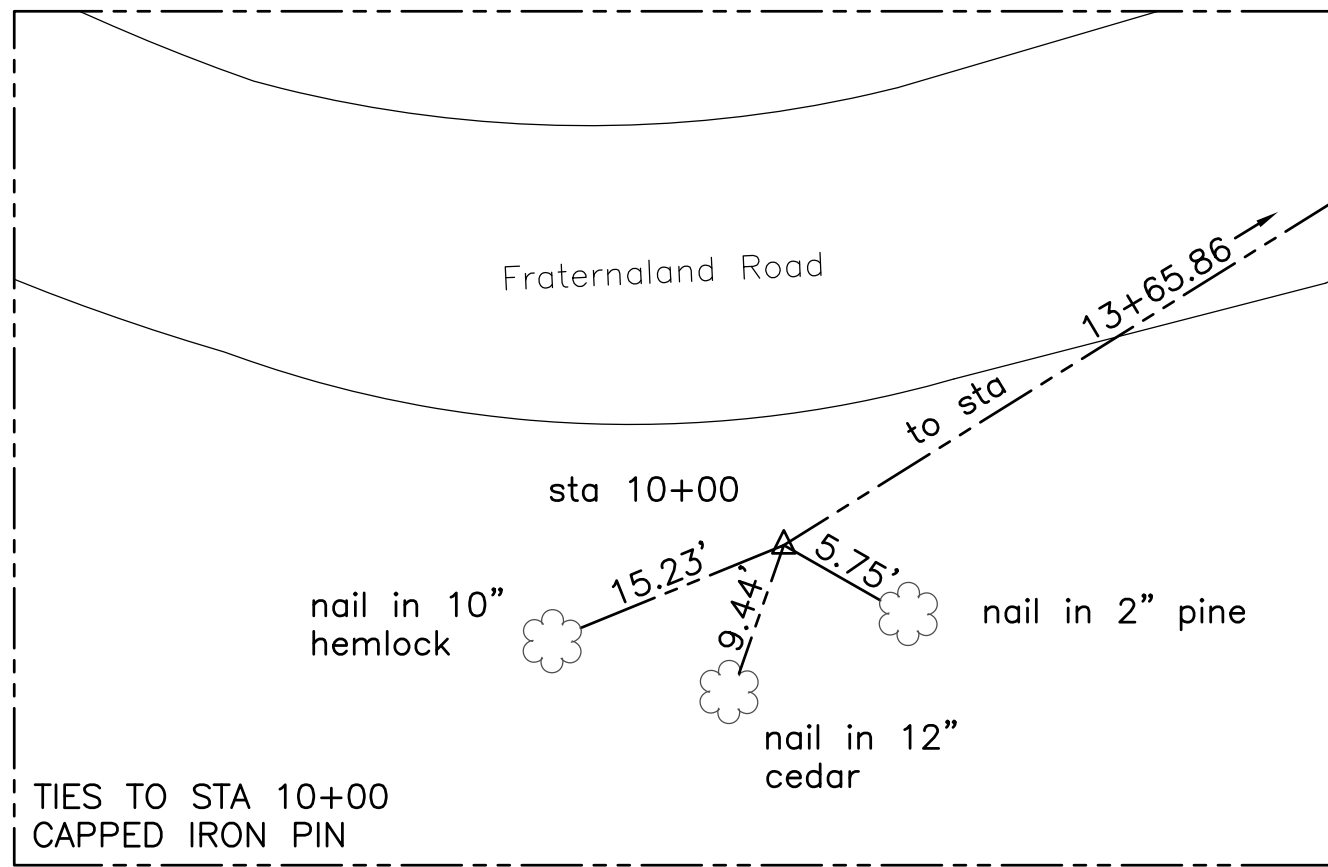 Fraternaland Road
13+65.86
to sta
sta 10+00
15.23’
9.44’
5.75’
nail in 10”
hemlock
nail in 2” pine
nail in 12”
cedar
TIES TO STA 10+00
CAPPED IRON PIN